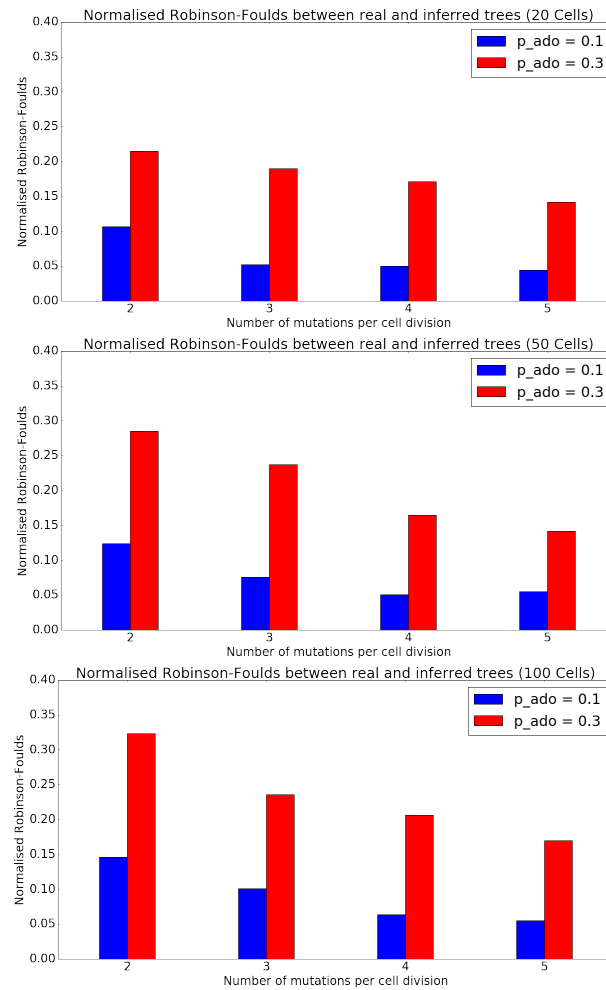 Normalised Robinson-Foulds between real and inferred trees (20 Cells)
0.40
0.35
0.30
0.25
0.20
0.15
0.10
0.05
0.00
Normalised Robinson-Foulds
p_ado = 0.1
p_ado = 0.3
2 3 4 5
Number of mutations per cell division
Normalised Robinson-Foulds between real and inferred trees (50 Cells)
0.40
0.35
0.30
0.25
0.20
0.15
0.10
0.05
0.00
Normalised Robinson-Foulds
p_ado = 0.1
p_ado = 0.3
2 3 4 5
Number of mutations per cell division
Normalised Robinson-Foulds between real and inferred trees (100 Cells)
0.40
0.35
0.30
0.25
0.20
0.15
0.10
0.05
0.00
Normalised Robinson-Foulds
p_ado = 0.1
p_ado = 0.3
2 3 4 5
Number of mutations per cell division